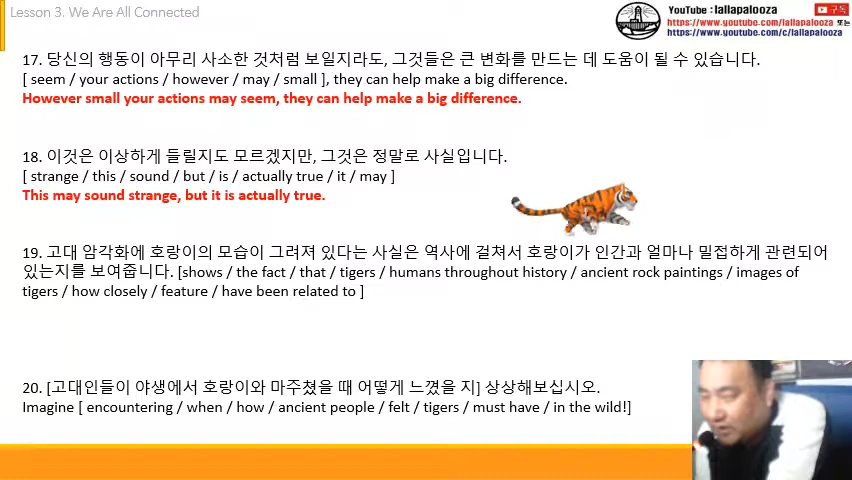 Lesson 3. We Are All Connected
YouTube : lallapalooza
구독
https://www.youtube.com/lallapalooza 또는
https://www.youtube.com/c/lallapalooza
17. 당신의 행동이 아무리 사소한 것처럼 보일지라도, 그것들은 큰 변화를 만드는 데 도움이 될 수 있습니다.
[ seem / your actions / however / may / small ], they can help make a big difference.
However small your actions may seem, they can help make a big difference.
18. 이것은 이상하게 들릴지도 모르겠지만, 그것은 정말로 사실입니다.
[ strange / this / sound / but / is / actually true / it / may ]
This may sound strange, but it is actually true.
19. 고대 암각화에 호랑이의 모습이 그려져 있다는 사실은 역사에 걸쳐서 호랑이가 인간과 얼마나 밀접하게 관련되어
있는지를 보여줍니다. [shows / the fact / that / tigers / humans throughout history / ancient rock paintings / images of
tigers / how closely / feature / have been related to ]
20. [고대인들이 야생에서 호랑이와 마주쳤을 때 어떻게 느꼈을 지] 상상해보십시오.
Imagine [ encountering / when / how / ancient people / felt / tigers / must have / in the wild!]